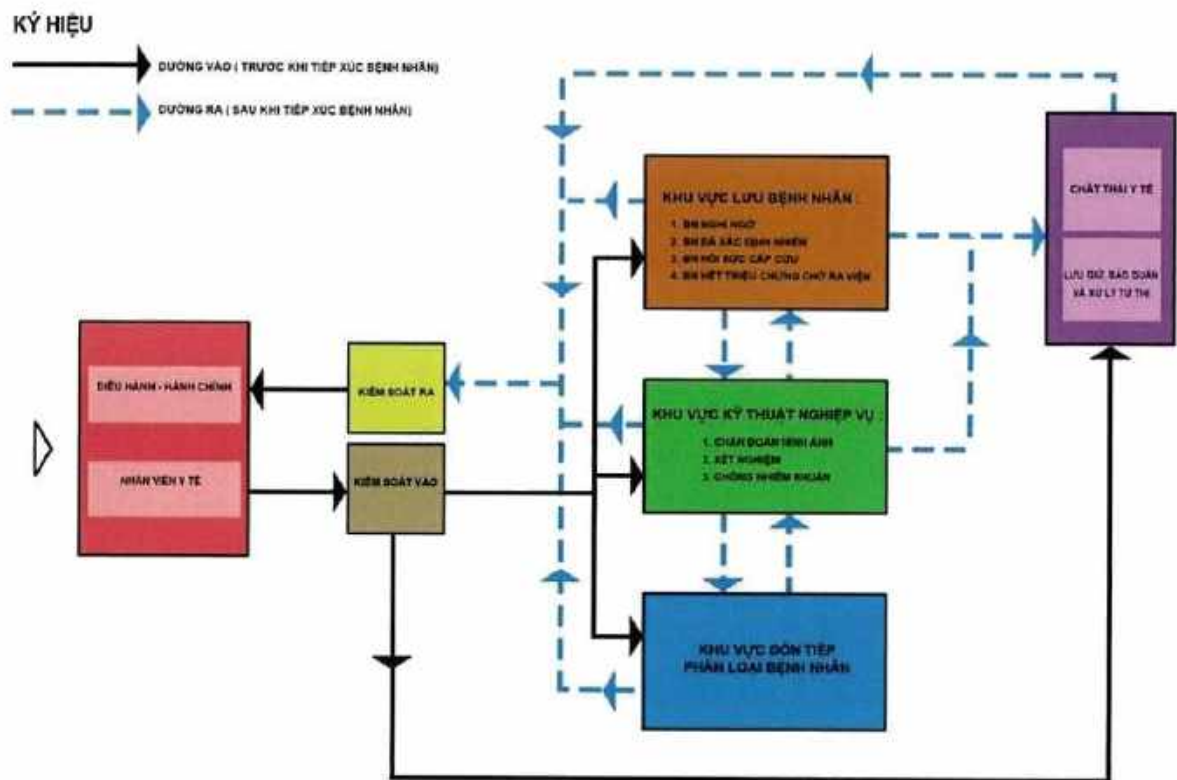 KÝ HIỆU
ĐƯỜNG VÀO ( TRƯỚC KHI TIẾP XÚC BỆNH NHÂN)
ĐƯỜNG RA ( SAU KHI TIẾP XÚC BỆNH NHÂN)
KHU VỰC LƯU BỆNH NHÂN :
1. BN NGHI NGỜ
2. BN ĐÃ XÁC ĐỊNH NHIỄM
3. BN HỒI SỨC CẤP CỨU
4. BN HẾT TRIỆU CHỨNG CHỜ RA VIỆN
CHẤT THẢI Y TẾ
LƯU GIỮ, BẢO QUẢN
VÀ XỬ LÝ TỬ THI
ĐIỀU HÀNH - HÀNH CHÍNH
NHÂN VIÊN Y TẾ
KIỂM SOÁT RA
KIỂM SOÁT VÀO
KHU VỰC KỸ THUẬT NGHIỆP VỤ :
1. CHẨN ĐOÁN HÌNH ẢNH
2. XÉT NGHIỆM
3. CHỐNG NHIỄM KHUẨN
KHU VỰC ĐÓN TIẾP
PHÂN LOẠI BỆNH NHÂN